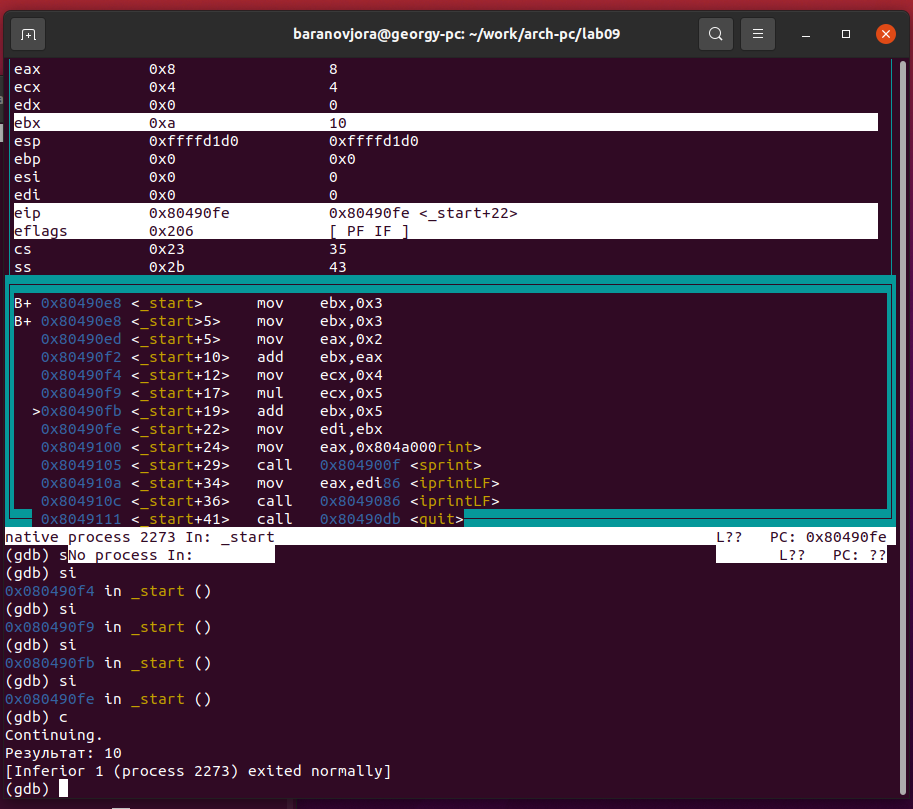 baranovjora@georgy-pc: ~/work/arch-pc/lab09
eax 0x8 8
ecx 0x4 4
edx 0x0 0
ebx 0xa 10
esp 0xffffd1d0 0xffffd1d0
ebp 0x0 0x0
esi 0x0 0
edi 0x0 0
eip 0x80490fe 0x80490fe <_start+22>
eflags 0x206 [ PF IF ]
cs 0x23 35
ss 0x2b 43
B+ 0x80490e8 <_start> mov ebx,0x3
B+ 0x80490e8 <_start>5> mov ebx,0x3
0x80490ed <_start+5> mov eax,0x2
0x80490f2 <_start+10> add ebx,eax
0x80490f4 <_start+12> mov ecx,0x4
0x80490f9 <_start+17> mul ecx,0x5
>0x80490fb <_start+19> add ebx,0x5
0x80490fe <_start+22> mov edi,ebx
0x8049100 <_start+24> mov eax,0x804a000rint>
0x8049105 <_start+29> call 0x804900f <sprint>
0x804910a <_start+34> mov eax,edi86 <iprintLF>
0x804910c <_start+36> call 0x8049086 <iprintLF>
0x8049111 <_start+41> call 0x80490db <quit>
native process 2273 In: _start L?? PC: 0x80490fe
(gdb) sNo process In: L?? PC: ??
(gdb) si
0x080490f4 in _start ()
(gdb) si
0x080490f9 in _start ()
(gdb) si
0x080490fb in _start ()
(gdb) si
0x080490fe in _start ()
(gdb) c
Continuing.
Результат: 10
[Inferior 1 (process 2273) exited normally]
(gdb)